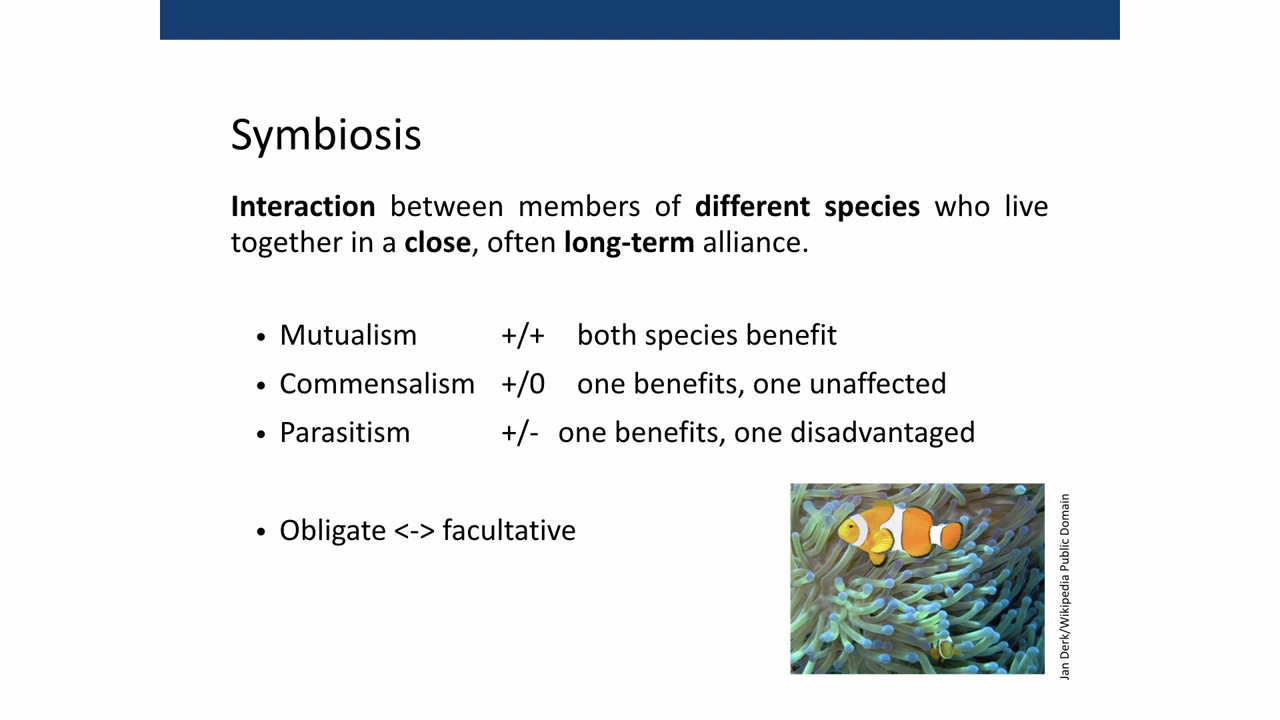 Symbiosis
Interaction between members of different species who live
together in a close, often long-term alliance.
• Mutualism +/+ both species benefit
• Commensalism +/0 one benefits, one unaffected
• Parasitism +/- one benefits, one disadvantaged
• Obligate <-> facultative
Jan Derk/Wikipedia Public Domain